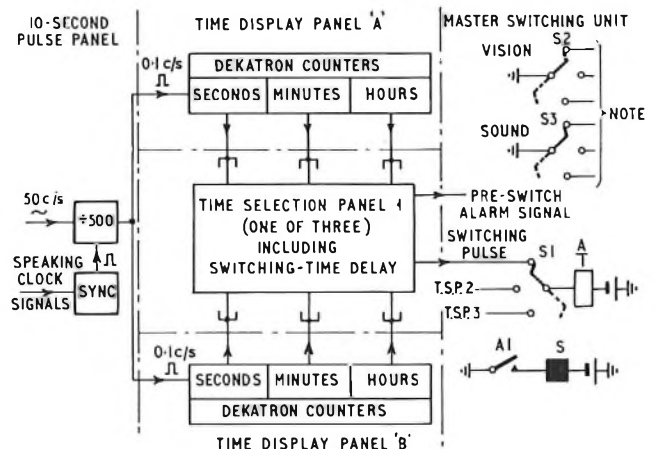 10-SECOND
PULSE PANEL
TIME DISPLAY PANEL 'A'
MASTER SWITCHING UNIT
S2
VISION
0·1 c/s
DEKATRON COUNTERS
SECONDS
MINUTES
HOURS
S3
SOUND
NOTE
50 c/s
÷500
TIME SELECTION PANEL 1
(ONE OF THREE)
INCLUDING
SWITCHING-TIME DELAY
PRE-SWITCH
ALARM SIGNAL
SWITCHING
PULSE
S1
A
SPEAKING
CLOCK
SIGNALS
SYNC
T.S.P. 2
T.S.P. 3
0·1 c/s
A1
S
SECONDS
MINUTES
HOURS
DEKATRON COUNTERS
TIME DISPLAY PANEL 'B'